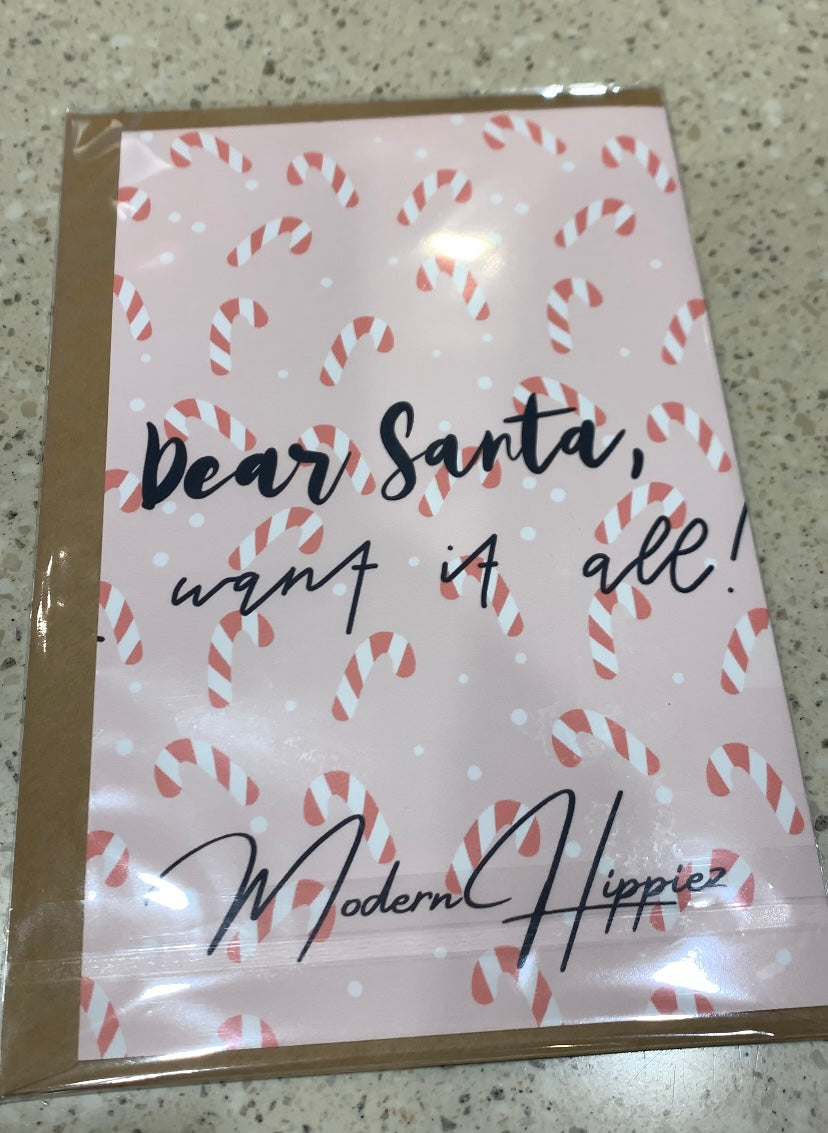 Dear Santa,
want it all!
Modern Hippiez